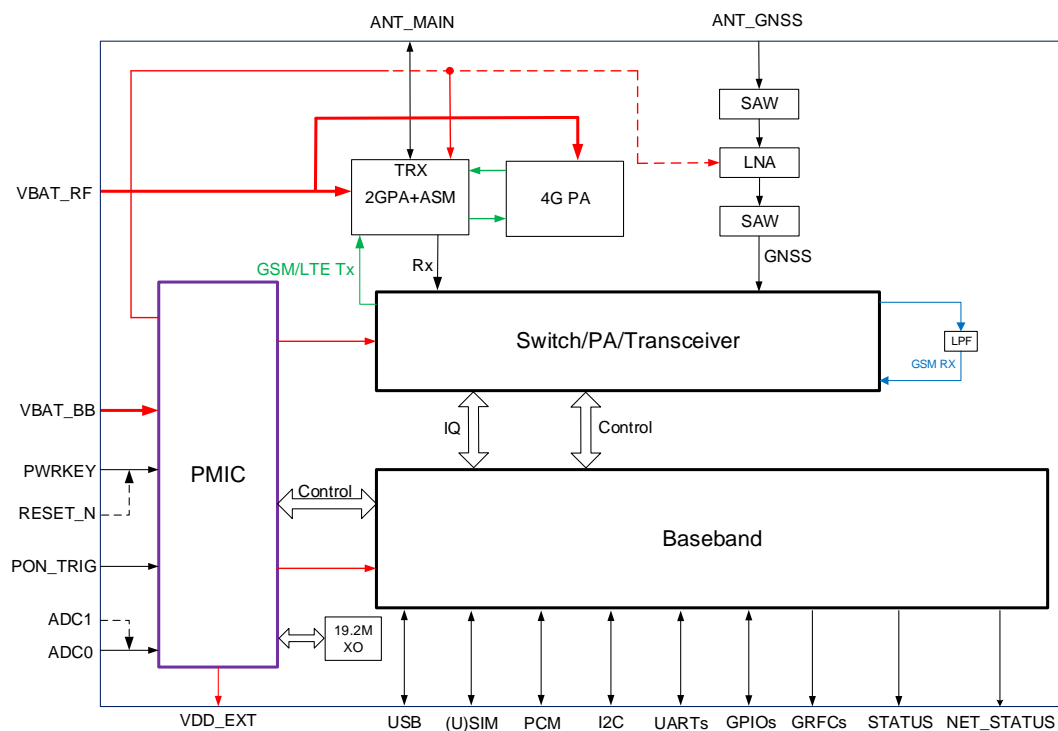 ANT_MAIN
ANT_GNSS
SAW
LNA
SAW
GNSS
VBAT_RF
TRX
2GPA+ASM
4G PA
GSM/LTE Tx
Rx
Switch/PA/Transceiver
LPF
GSM RX
VBAT_BB
IQ
Control
PWRKEY
PMIC
RESET_N
Control
Baseband
PON_TRIG
ADC1
ADC0
19.2M
XO
VDD_EXT
USB
(U)SIM
PCM
I2C
UARTs
GPIOs
GRFCs
STATUS
NET_STATUS